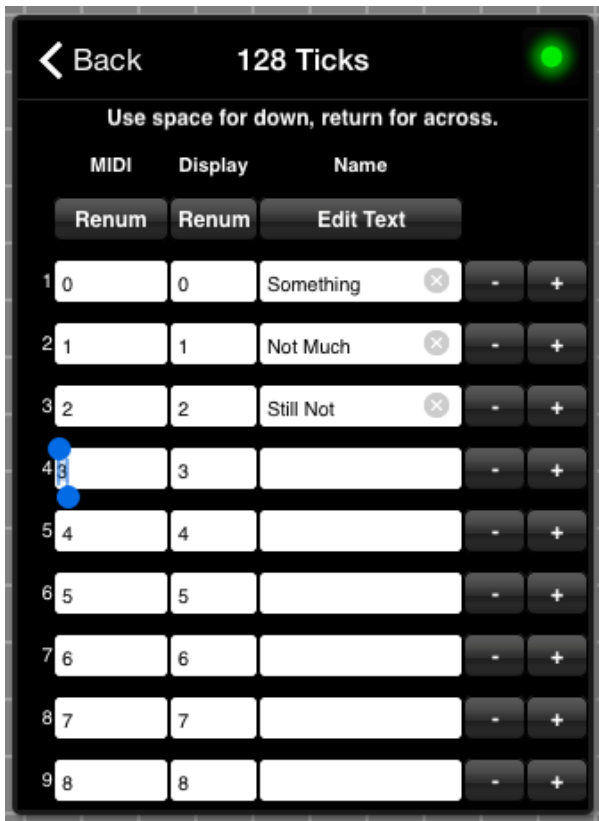 Back 128 Ticks
Use space for down, return for across.
MIDI Display Name
Renum Renum Edit Text
1 0 0 Something - +
2 1 1 Not Much - +
3 2 2 Still Not - +
4 3 3 - +
5 4 4 - +
6 5 5 - +
7 6 6 - +
8 7 7 - +
9 8 8 - +